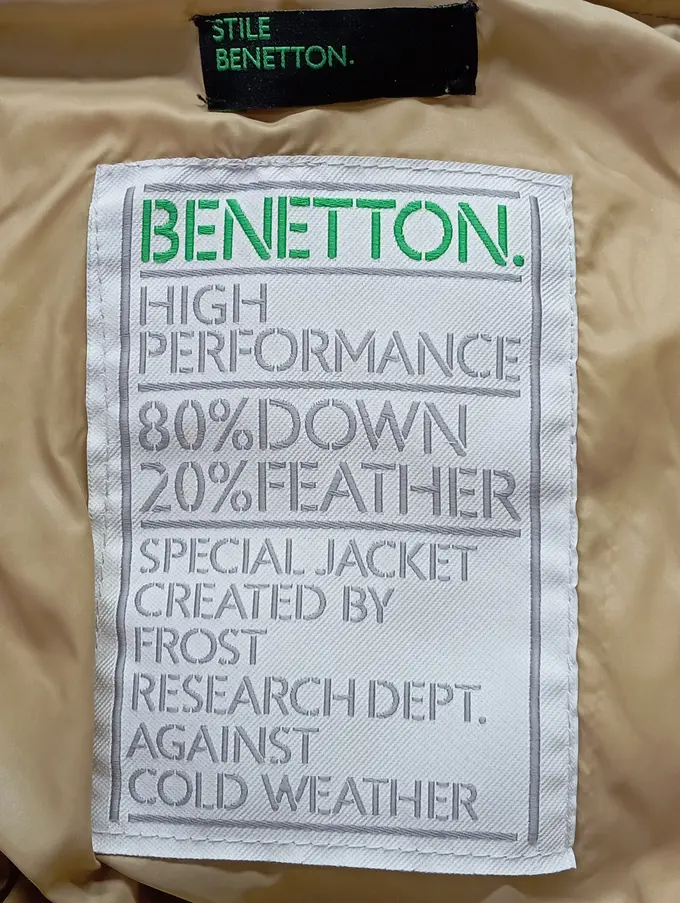 STILE
BENETTON.
BENETTON.
HIGH
PERFORMANCE
80%DOWN
20%FEATHER
SPECIAL JACKET
CREATED BY
FROST
RESEARCH DEPT.
AGAINST
COLD WEATHER